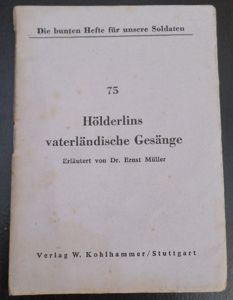 Die bunten Hefte für unsere Soldaten
75
Hölderlins
vaterländische Gesänge
Erläutert von Dr. Ernst Müller
Verlag W. Kohlhammer/Stuttgart